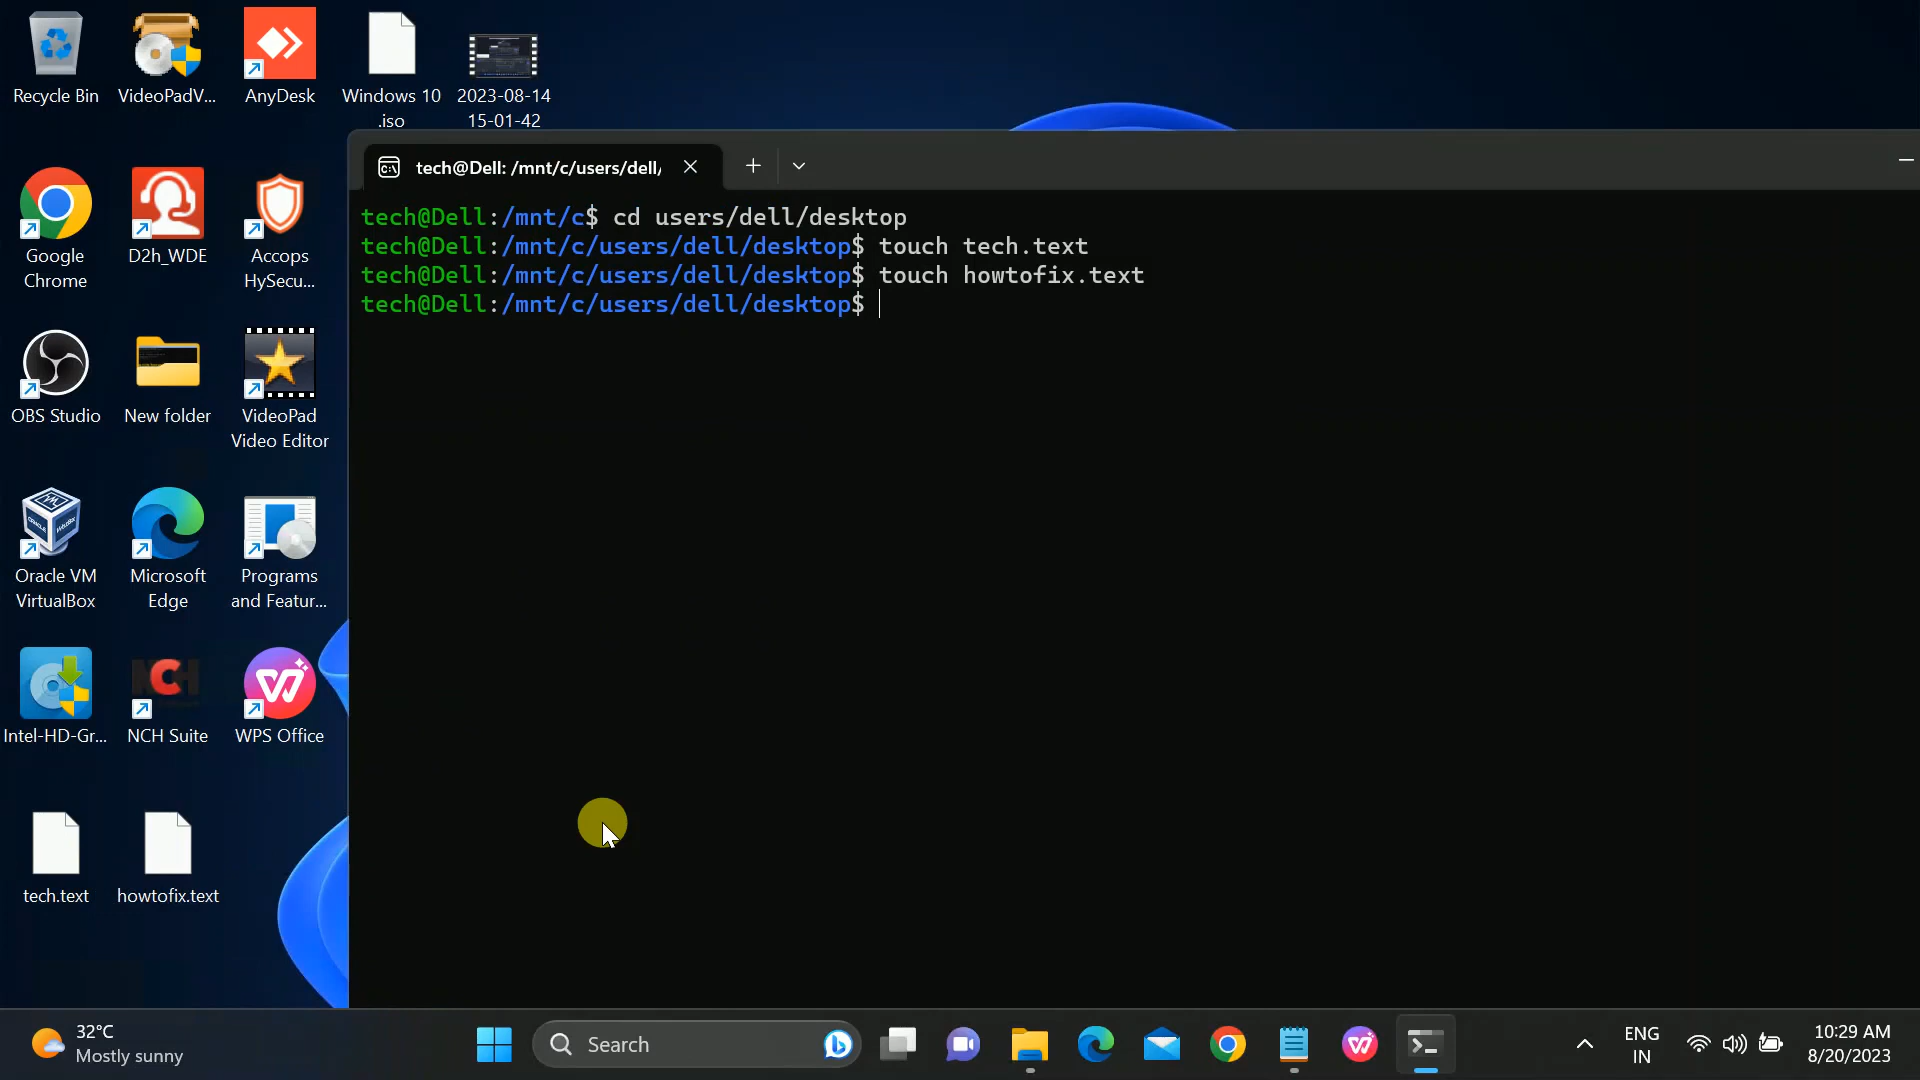 Recycle Bin
VideoPadV...
AnyDesk
Windows 10
.iso
2023-08-14
15-01-42
Google
Chrome
D2h_WDE
Accops
HySecu...
OBS Studio
New folder
VideoPad
Video Editor
Oracle VM
VirtualBox
Microsoft
Edge
Programs
and Featur...
Intel-HD-Gr...
NCH
NCH Suite
WPS Office
tech.text
howtofix.text
tech@Dell: /mnt/c/users/dell/
tech@Dell:/mnt/c$ cd users/dell/desktop
tech@Dell:/mnt/c/users/dell/desktop$ touch tech.text
tech@Dell:/mnt/c/users/dell/desktop$ touch howtofix.text
tech@Dell:/mnt/c/users/dell/desktop$
32°C
Mostly sunny
Search
ENG
IN
10:29 AM
8/20/2023